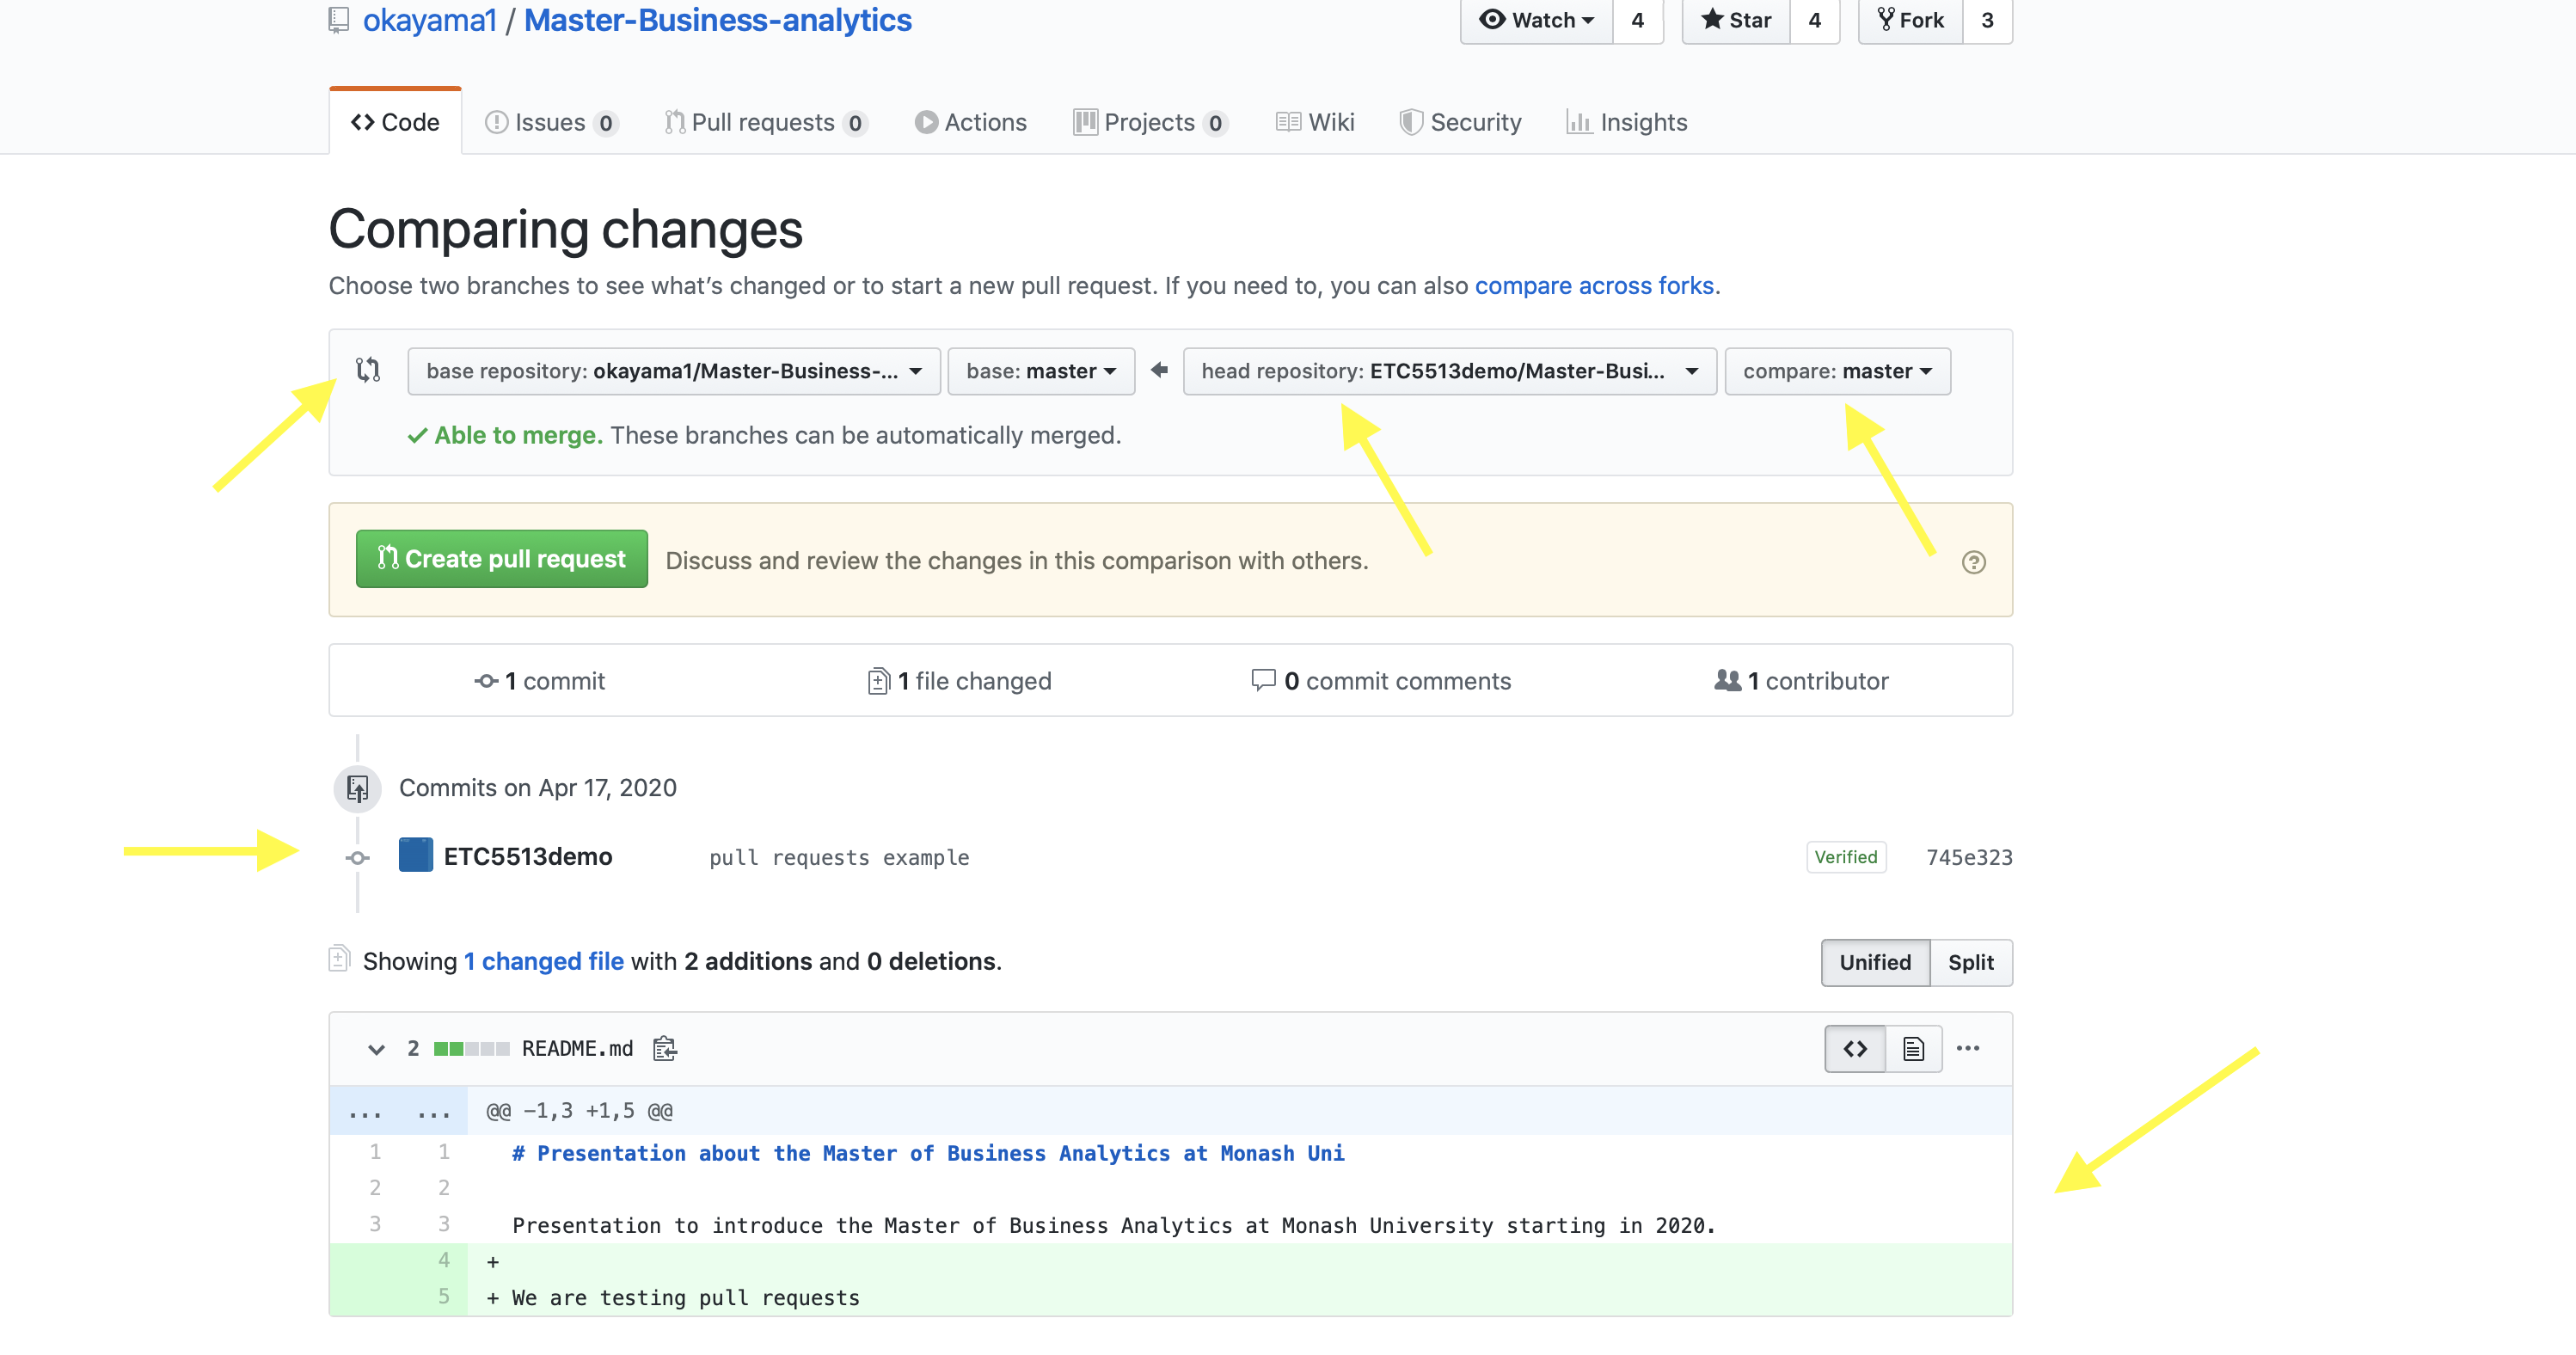 okayama1 / Master-Business-analytics Watch 4 Star 4 Fork 3
Code Issues 0 Pull requests 0 Actions Projects 0 Wiki Security Insights
Comparing changes
Choose two branches to see what’s changed or to start a new pull request. If you need to, you can also compare across forks.
base repository: okayama1/Master-Business-... base: master head repository: ETC5513demo/Master-Busi... compare: master
Able to merge. These branches can be automatically merged.
Create pull request Discuss and review the changes in this comparison with others.
1 commit 1 file changed 0 commit comments 1 contributor
Commits on Apr 17, 2020
ETC5513demo pull requests example Verified 745e323
Showing 1 changed file with 2 additions and 0 deletions. Unified Split
2 README.md
... ... @@ -1,3 +1,5 @@
1 1 # Presentation about the Master of Business Analytics at Monash Uni
2 2
3 3 Presentation to introduce the Master of Business Analytics at Monash University starting in 2020.
4 +
5 + We are testing pull requests